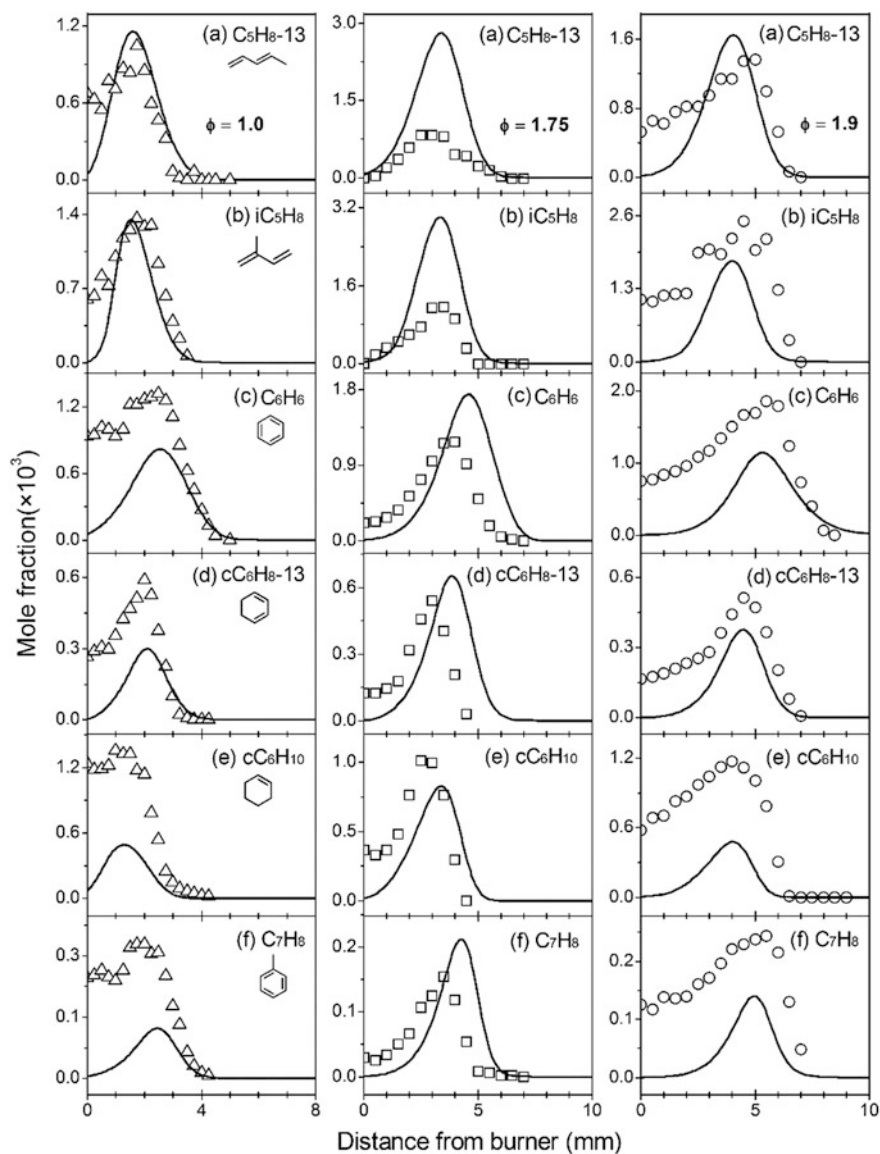 Mole fraction(×10³)
(a) C₅H₈-13
ϕ = 1.0
1.2
0.6
0.0
(a) C₅H₈-13
ϕ = 1.75
3.0
1.5
0.0
(a) C₅H₈-13
ϕ = 1.9
1.6
0.8
0.0
(b) iC₅H₈
1.4
0.7
0.0
(b) iC₅H₈
3.2
1.6
0.0
(b) iC₅H₈
2.6
1.3
0.0
(c) C₆H₆
1.2
0.6
0.0
(c) C₆H₆
1.8
0.9
0.0
(c) C₆H₆
2.0
1.0
0.0
(d) cC₆H₈-13
0.6
0.3
0.0
(d) cC₆H₈-13
0.6
0.4
0.2
0.0
(d) cC₆H₈-13
0.6
0.3
0.0
(e) cC₆H₁₀
1.2
0.6
0.0
(e) cC₆H₁₀
1.0
0.5
0.0
(e) cC₆H₁₀
1.2
0.6
0.0
(f) C₇H₈
0.3
0.1
0.0
(f) C₇H₈
0.2
0.1
0.0
(f) C₇H₈
0.2
0.1
0.0
0 4 8
0 5 10
0 5 10
Distance from burner (mm)